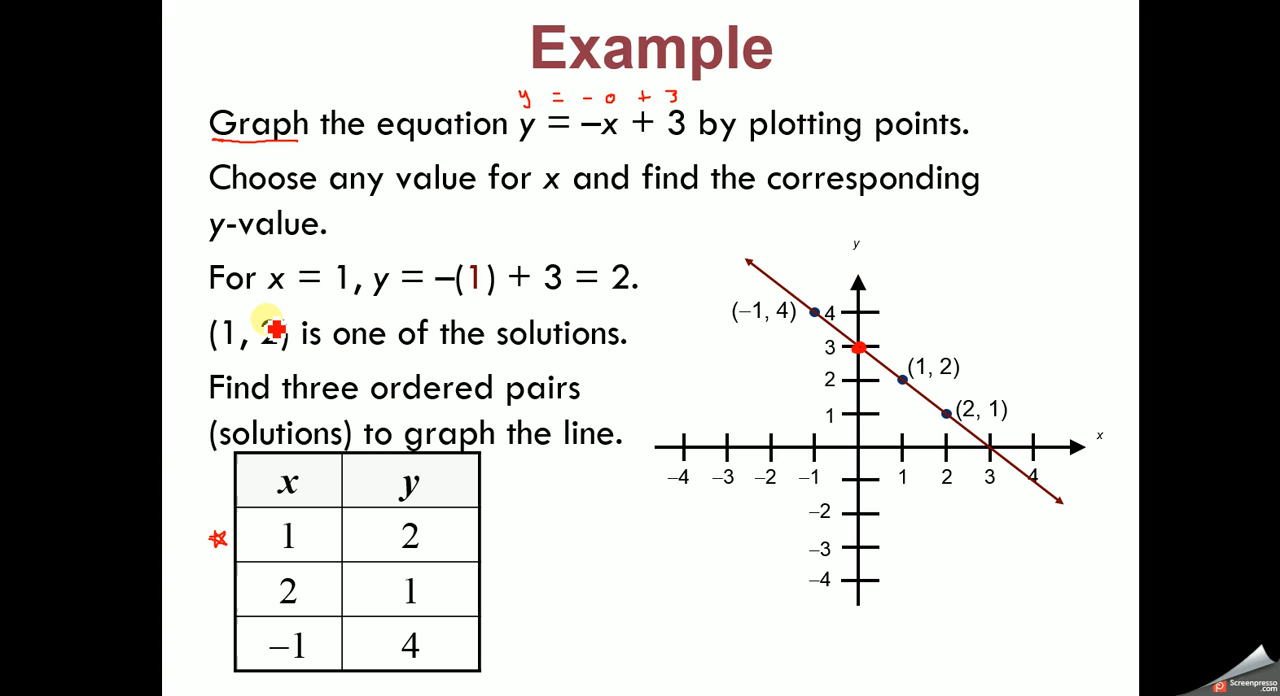 Example
y = - 0 + 3
Graph the equation y = –x + 3 by plotting points.
Choose any value for x and find the corresponding
y-value.
For x = 1, y = –(1) + 3 = 2.
(1, 2) is one of the solutions.
Find three ordered pairs
(solutions) to graph the line.
x y
1 2
2 1
–1 4
y
(–1, 4) 4
3
2 (1, 2)
1 (2, 1)
x
–4 –3 –2 –1 1 2 3 4
–2
–3
–4
Screenpresso
.com